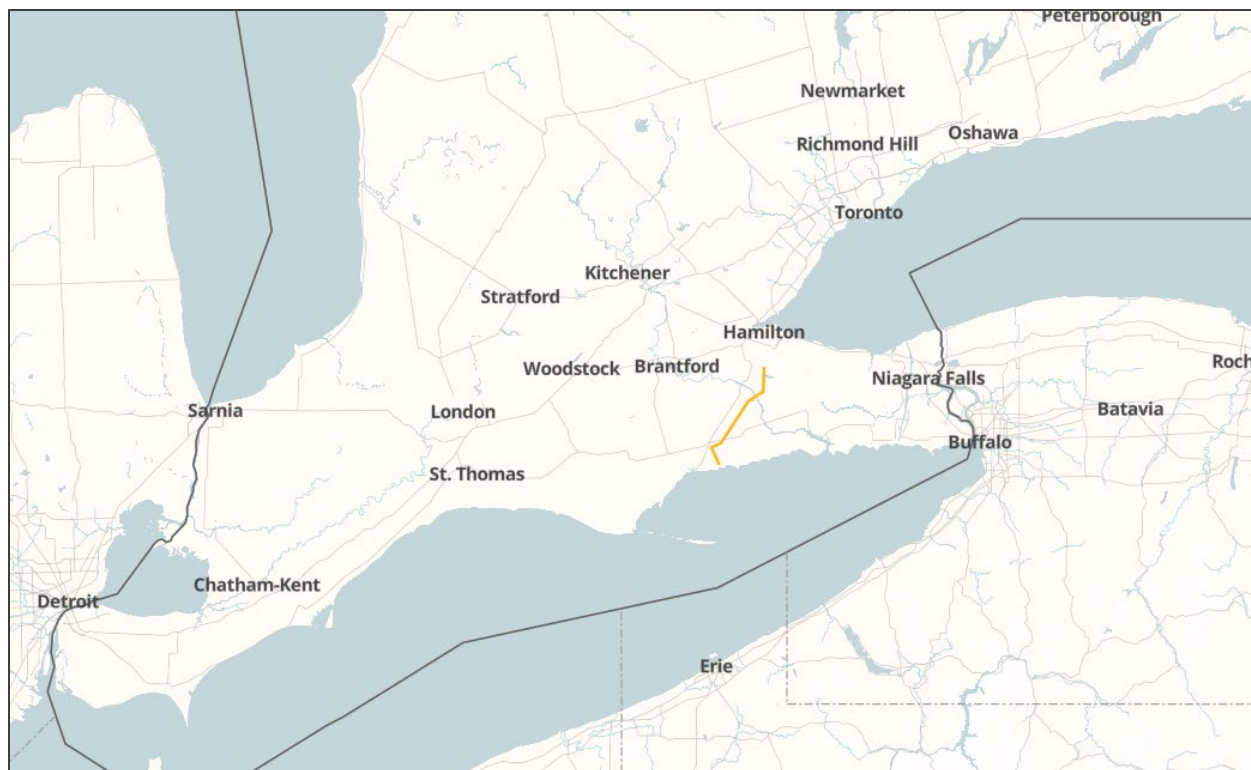 Peterborough
Newmarket
Oshawa
Richmond Hill
Toronto
Kitchener
Stratford
Hamilton
Woodstock
Brantford
Niagara Falls
Roch
Sarnia
London
Batavia
Buffalo
St. Thomas
Chatham-Kent
Detroit
Erie